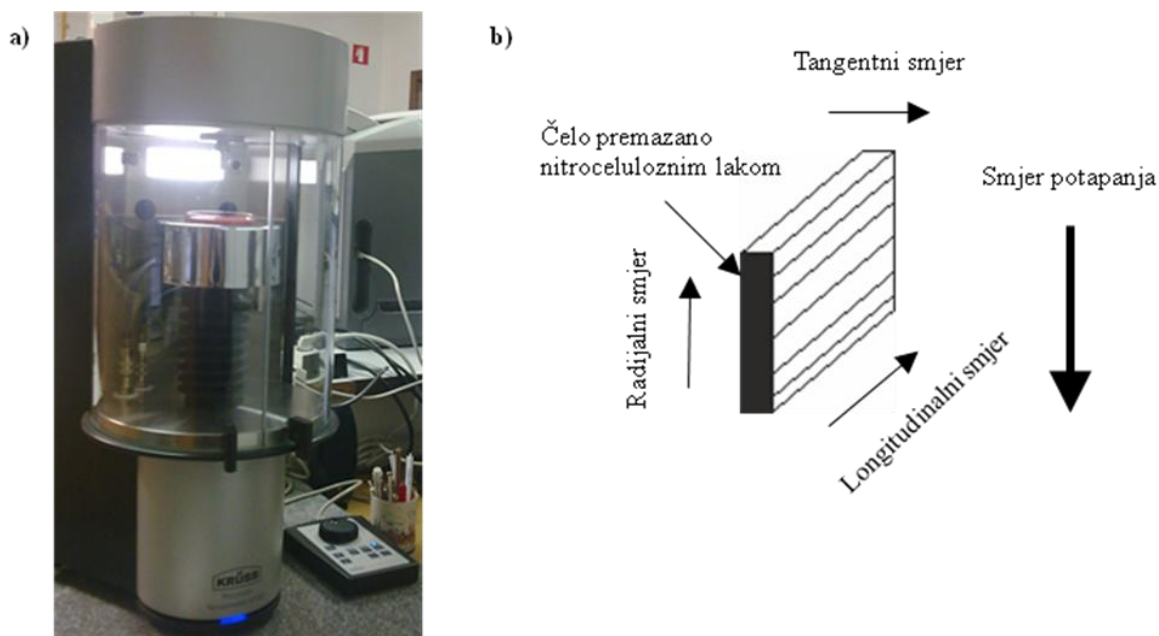 a)
KRÜSS
b)
Tangentni smjer
Čelo premazano
nitroceluloznim lakom
Smjer potapanja
Radijalni smjer
Longitudinalni smjer